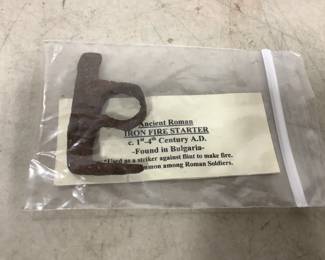 Ancient Roman
IRON FIRE STARTER
c. 1st-4th Century A.D.
-Found in Bulgaria-
*Used as a striker against flint to make fire.
among Roman Soldiers.